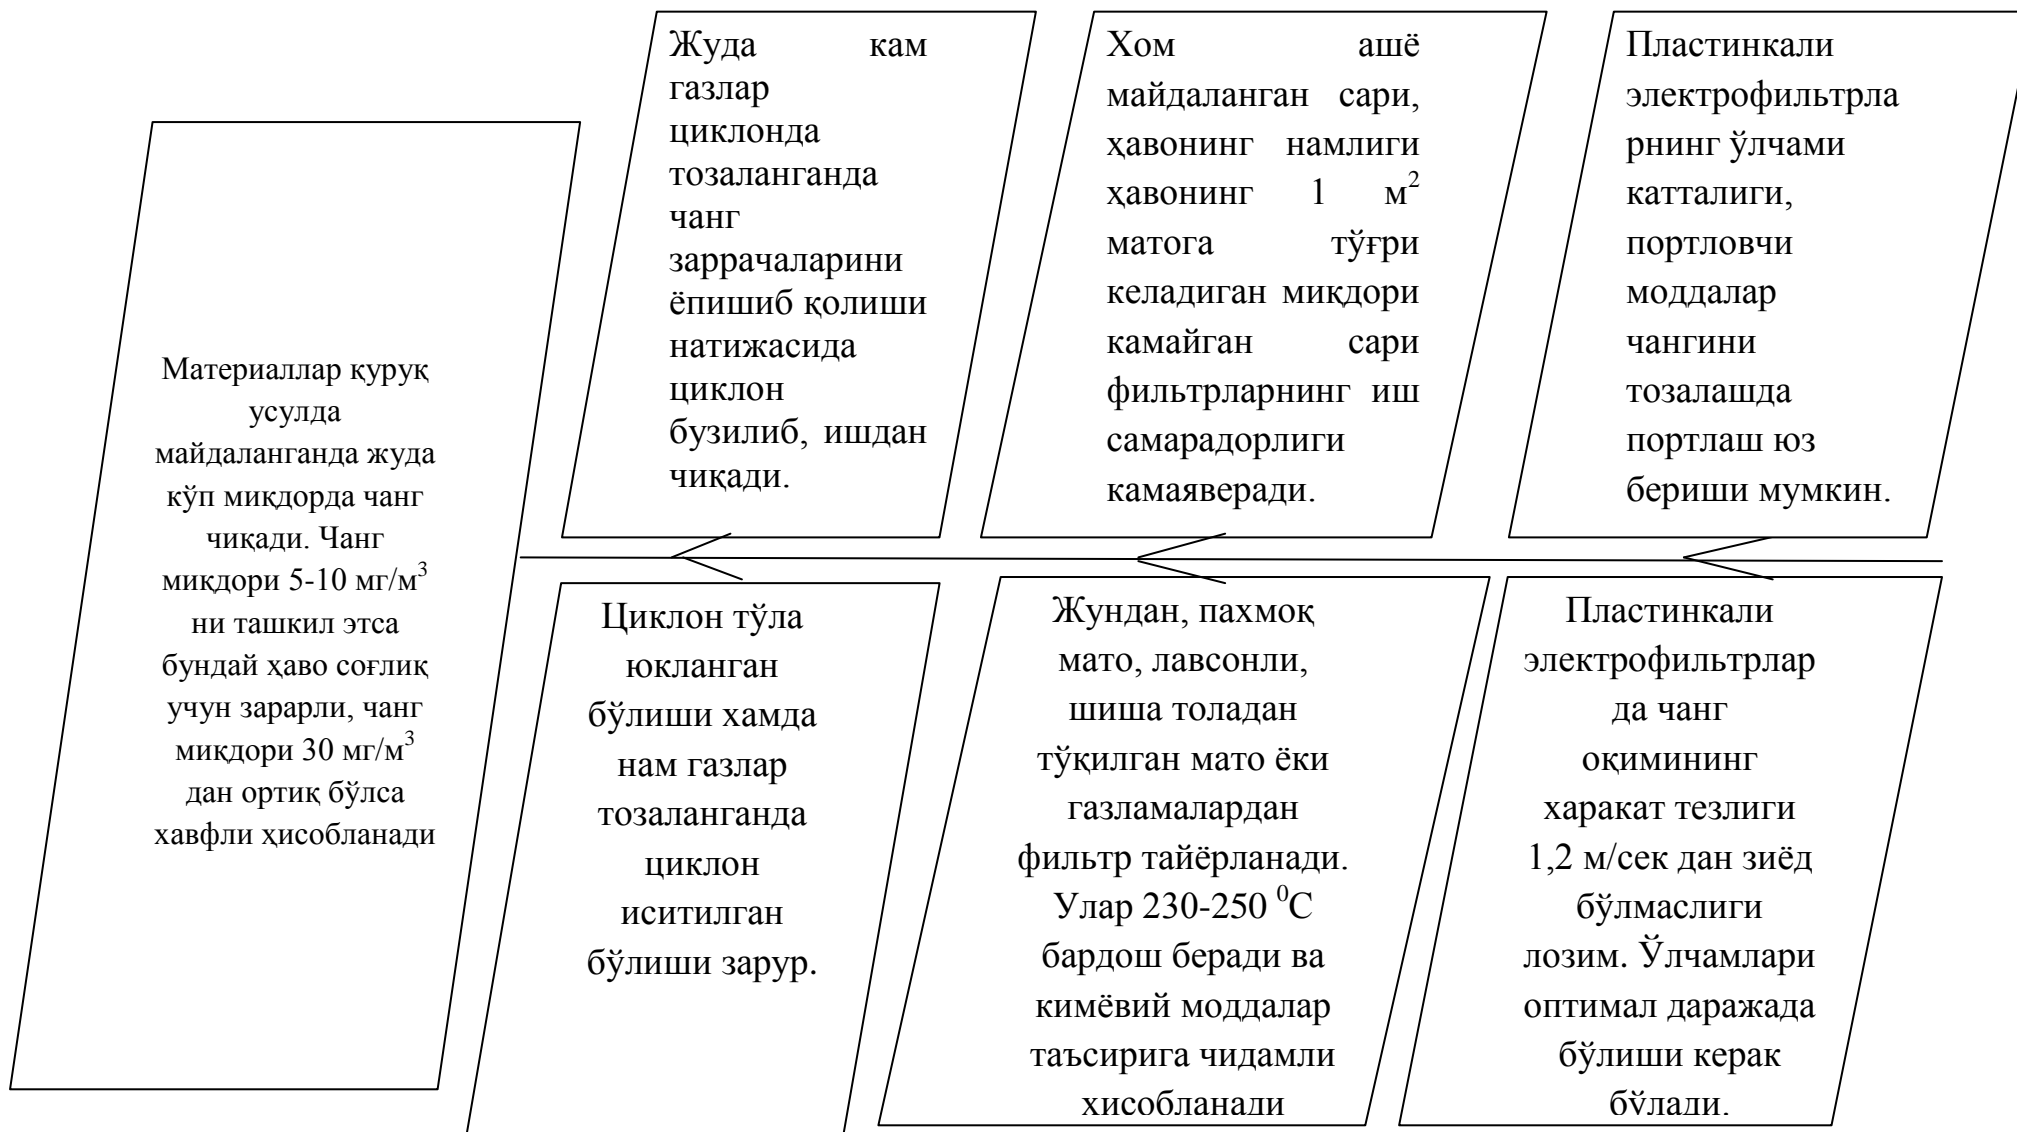 Материаллар қуруқ
усулда
майдаланганда жуда
кўп миқдорда чанг
чиқади. Чанг
миқдори 5-10 мг/м³
ни ташкил этса
бундай ҳаво соғлиқ
учун зарарли, чанг
миқдори 30 мг/м³
дан ортиқ бўлса
хавфли ҳисобланади
Жуда кам
газлар
циклонда
тозаланганда
чанг
заррачаларини
ёпишиб қолиши
натижасида
циклон
бузилиб, ишдан
чиқади.
Хом ашё
майдаланган сари,
ҳавонинг намлиги
ҳавонинг 1 м²
матога тўғри
келадиган миқдори
камайган сари
фильтрларнинг иш
самарадорлиги
камаяверади.
Пластинкали
электрофильтрла
рнинг ўлчами
катталиги,
портловчи
моддалар
чангини
тозалашда
портлаш юз
бериши мумкин.
Циклон тўла
юкланган
бўлиши хамда
нам газлар
тозаланганда
циклон
иситилган
бўлиши зарур.
Жундан, пахмоқ
мато, лавсонли,
шиша толадан
тўқилган мато ёки
газламалардан
фильтр тайёрланади.
Улар 230-250 ⁰С
бардош беради ва
кимёвий моддалар
таъсирига чидамли
ҳисобланади
Пластинкали
электрофильтрлар
да чанг
оқимининг
харакат тезлиги
1,2 м/сек дан зиёд
бўлмаслиги
лозим. Ўлчамлари
оптимал даражада
бўлиши керак
бўлади.